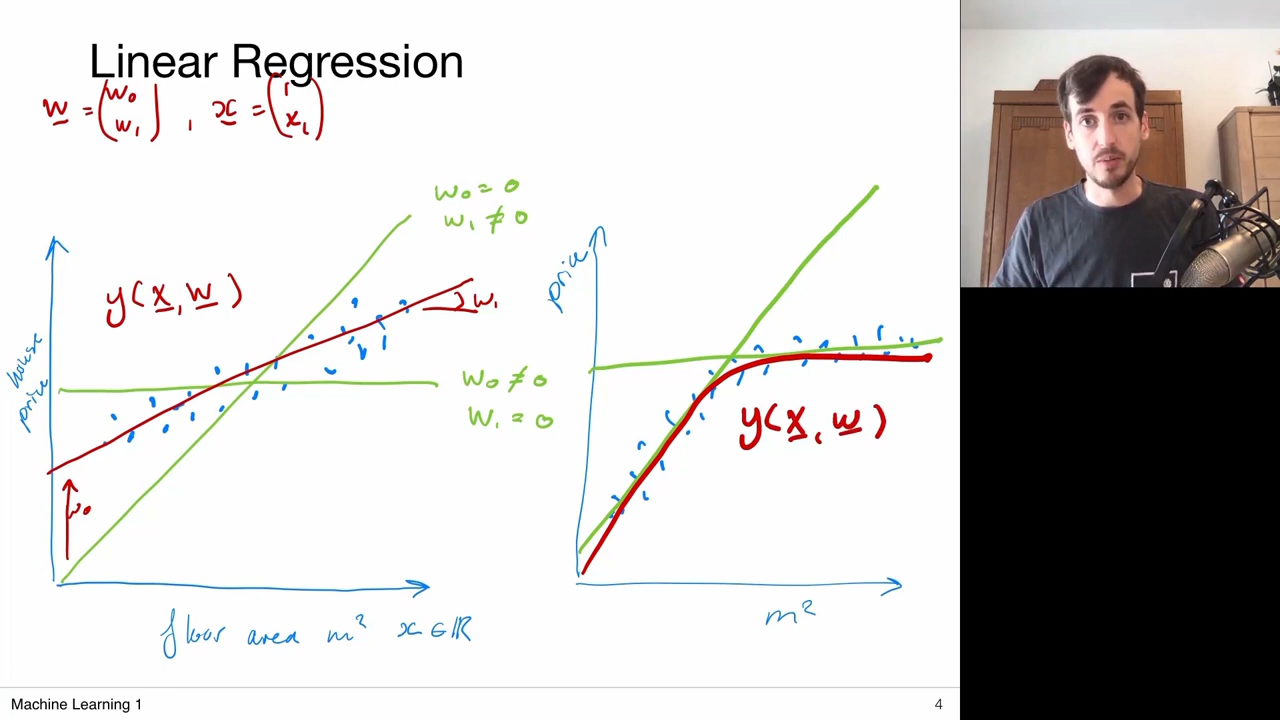 Linear Regression
w = (w₀ w₁), x = (1 x₁)
w₀ = 0
w₁ ≠ 0
y(x, w)
w₁
house price
w₀ ≠ 0
w₁ = 0
w₀
floor area m² x ∈ ℝ
price
y(x, w)
m²
Machine Learning 1
4